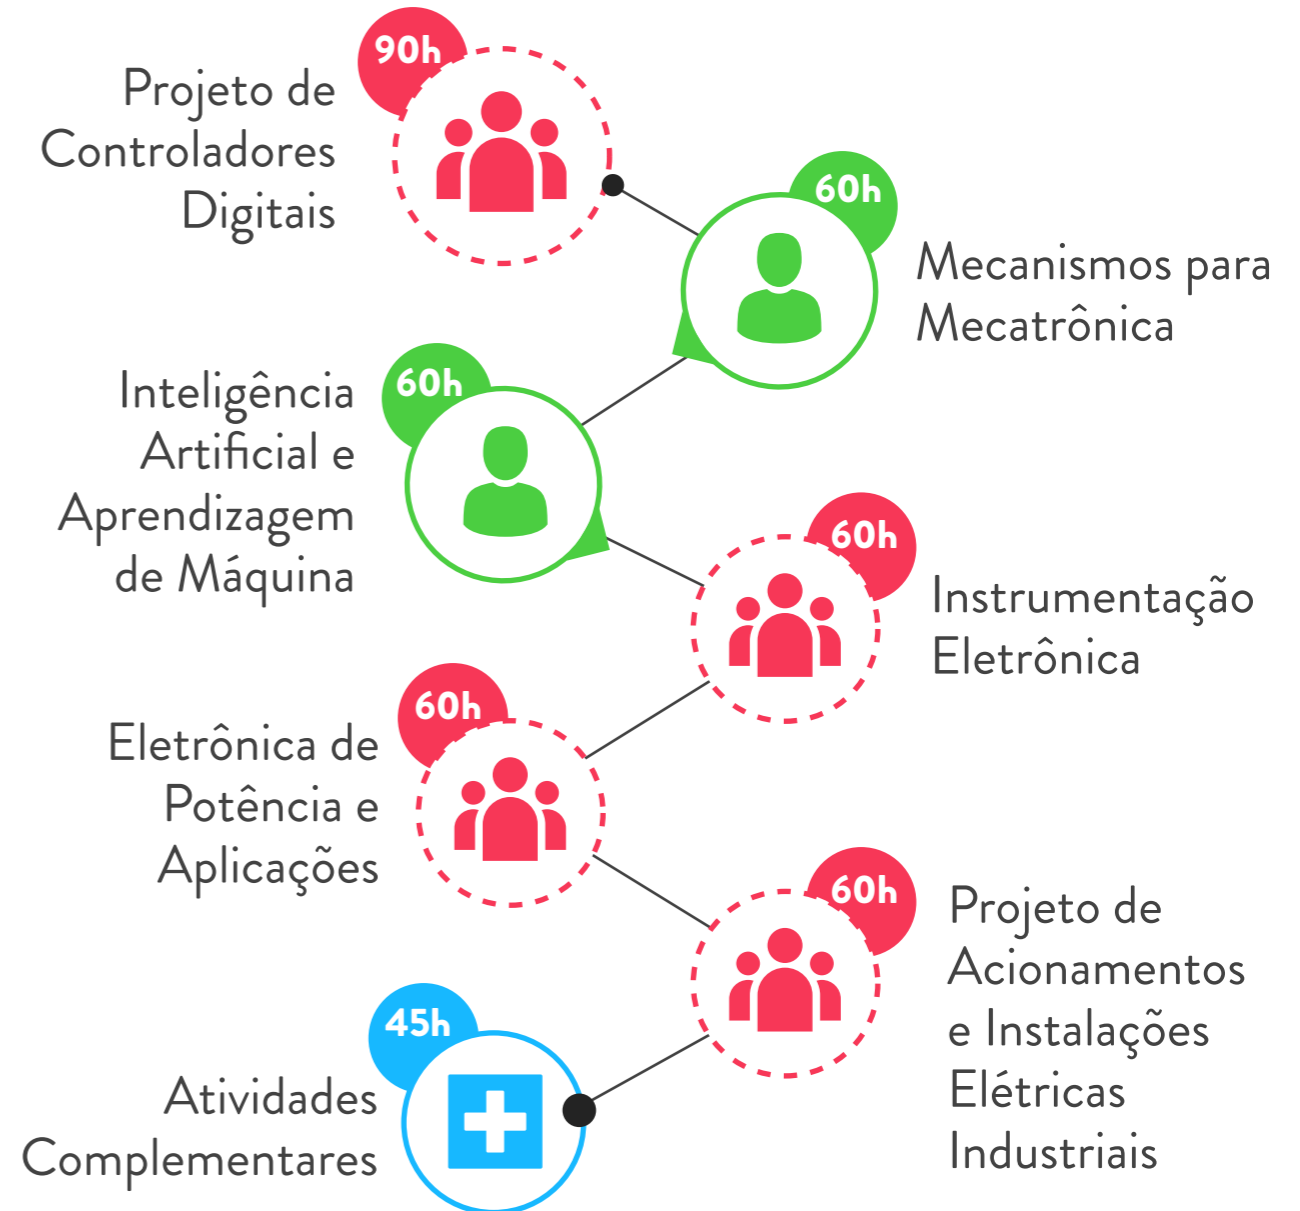 90h
Projeto de
Controladores
Digitais
60h
Mecanismos para
Mecatrônica
60h
Inteligência
Artificial e
Aprendizagem
de Máquina
60h
Instrumentação
Eletrônica
60h
Eletrônica de
Potência e
Aplicações
60h
Projeto de
Acionamentos
e Instalações
Elétricas
Industriais
45h
Atividades
Complementares